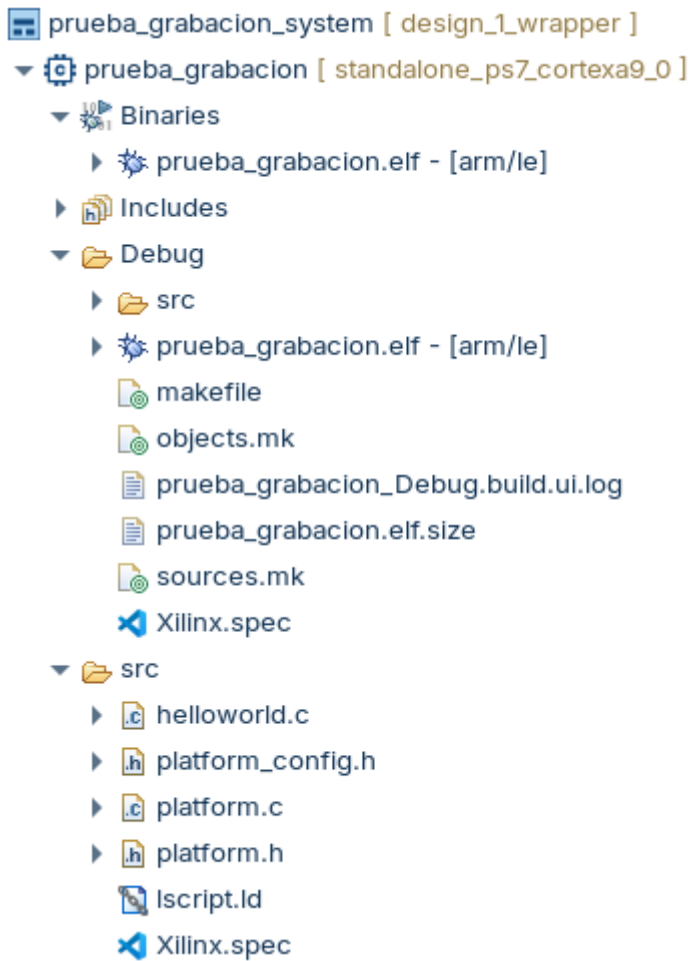 prueba_grabacion_system [ design_1_wrapper ]
prueba_grabacion [ standalone_ps7_cortexa9_0 ]
Binaries
prueba_grabacion.elf - [arm/le]
Includes
Debug
src
prueba_grabacion.elf - [arm/le]
makefile
objects.mk
prueba_grabacion_Debug.build.ui.log
prueba_grabacion.elf.size
sources.mk
Xilinx.spec
src
helloworld.c
platform_config.h
platform.c
platform.h
lscript.ld
Xilinx.spec